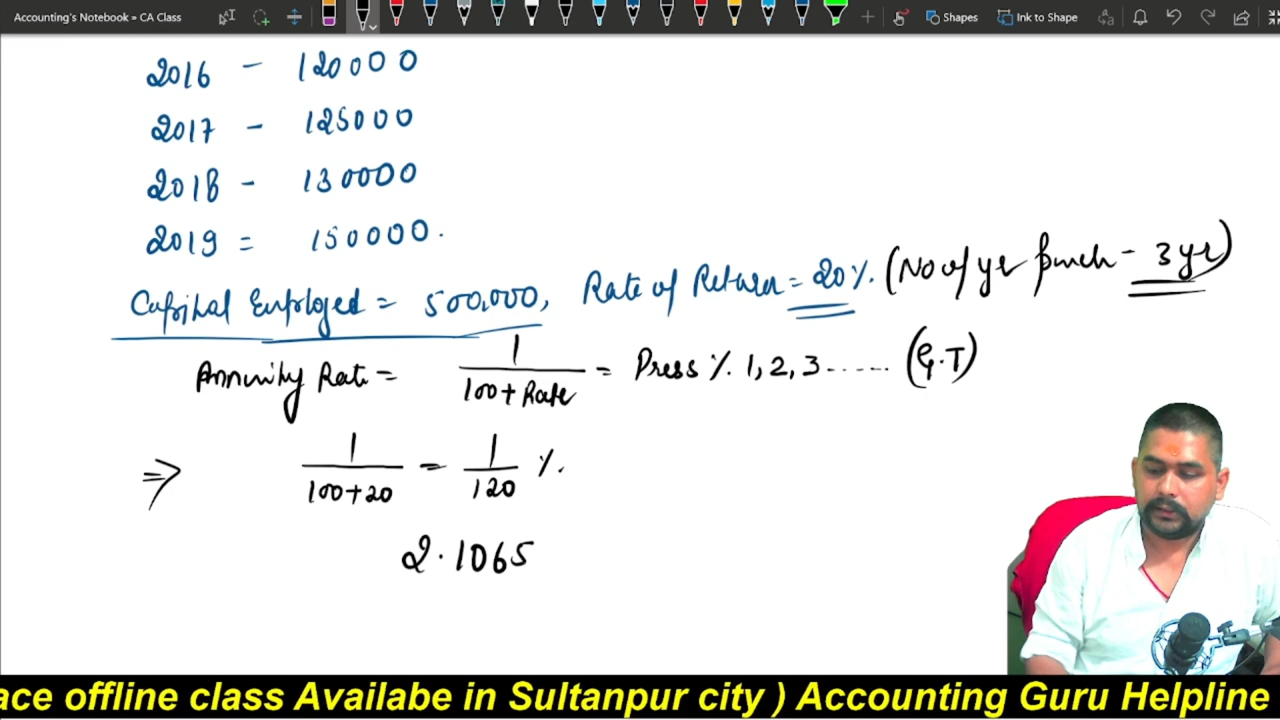 Accounting's Notebook » CA Class
Shapes
Ink to Shape
2016 - 120000
2017 - 125000
2018 - 130000
2019 = 150000.
Capital Employed = 500,000, Rate of Return = 20%. (No of yr purch - 3 yr)
Annuity Rate = 1/100+Rate = Press % 1, 2, 3 ...... (G.T)
⇒ 1/100+20 = 1/120 %.
2.1065
ace offline class Availabe in Sultanpur city ) Accounting Guru Helpline